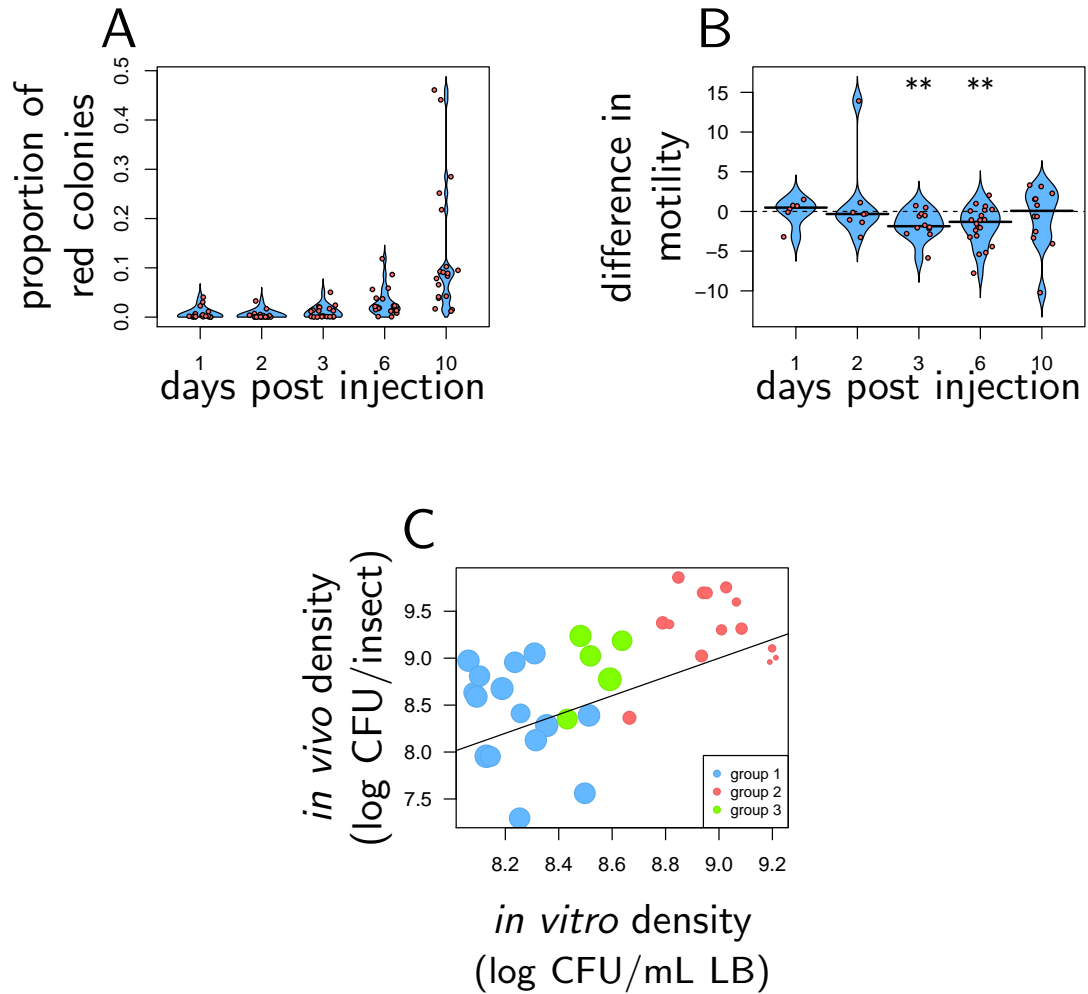 A
proportion of
red colonies
0.5
0.4
0.3
0.2
0.1
0.0
1 2 3 6 10
days post injection
B
difference in
motility
15
10
5
0
−5
−10
** **
1 2 3 6 10
days post injection
C
in vivo density
(log CFU/insect)
9.5
9.0
8.5
8.0
7.5
group 1
group 2
group 3
8.2 8.4 8.6 8.8 9.0 9.2
in vitro density
(log CFU/mL LB)